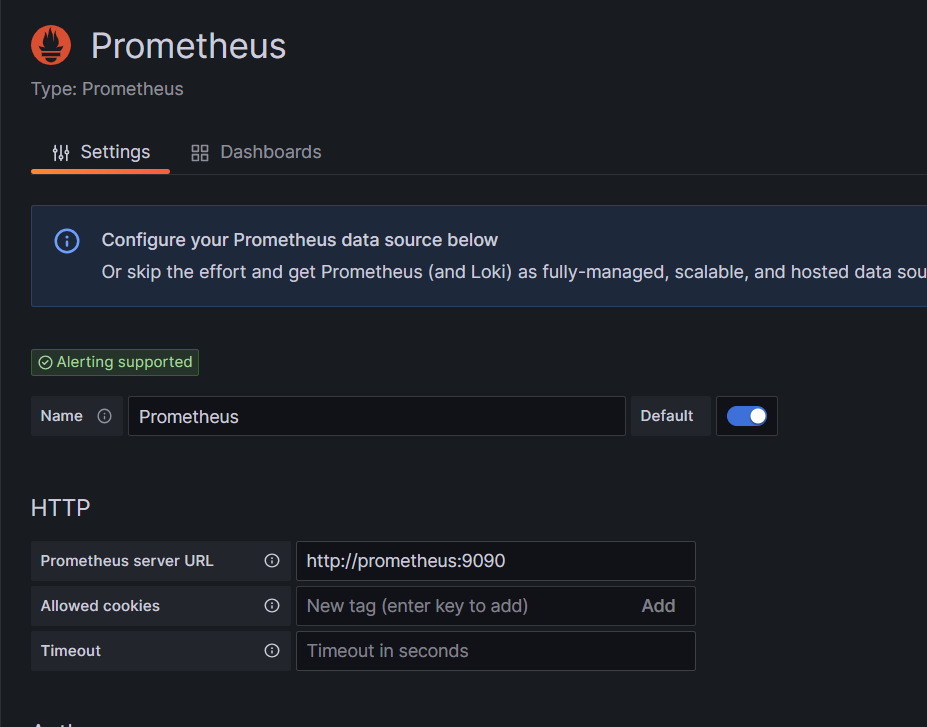 Prometheus
Type: Prometheus
Settings Dashboards
Configure your Prometheus data source below
Or skip the effort and get Prometheus (and Loki) as fully-managed, scalable, and hosted data sou
Alerting supported
Name Prometheus Default
HTTP
Prometheus server URL http://prometheus:9090
Allowed cookies New tag (enter key to add) Add
Timeout Timeout in seconds